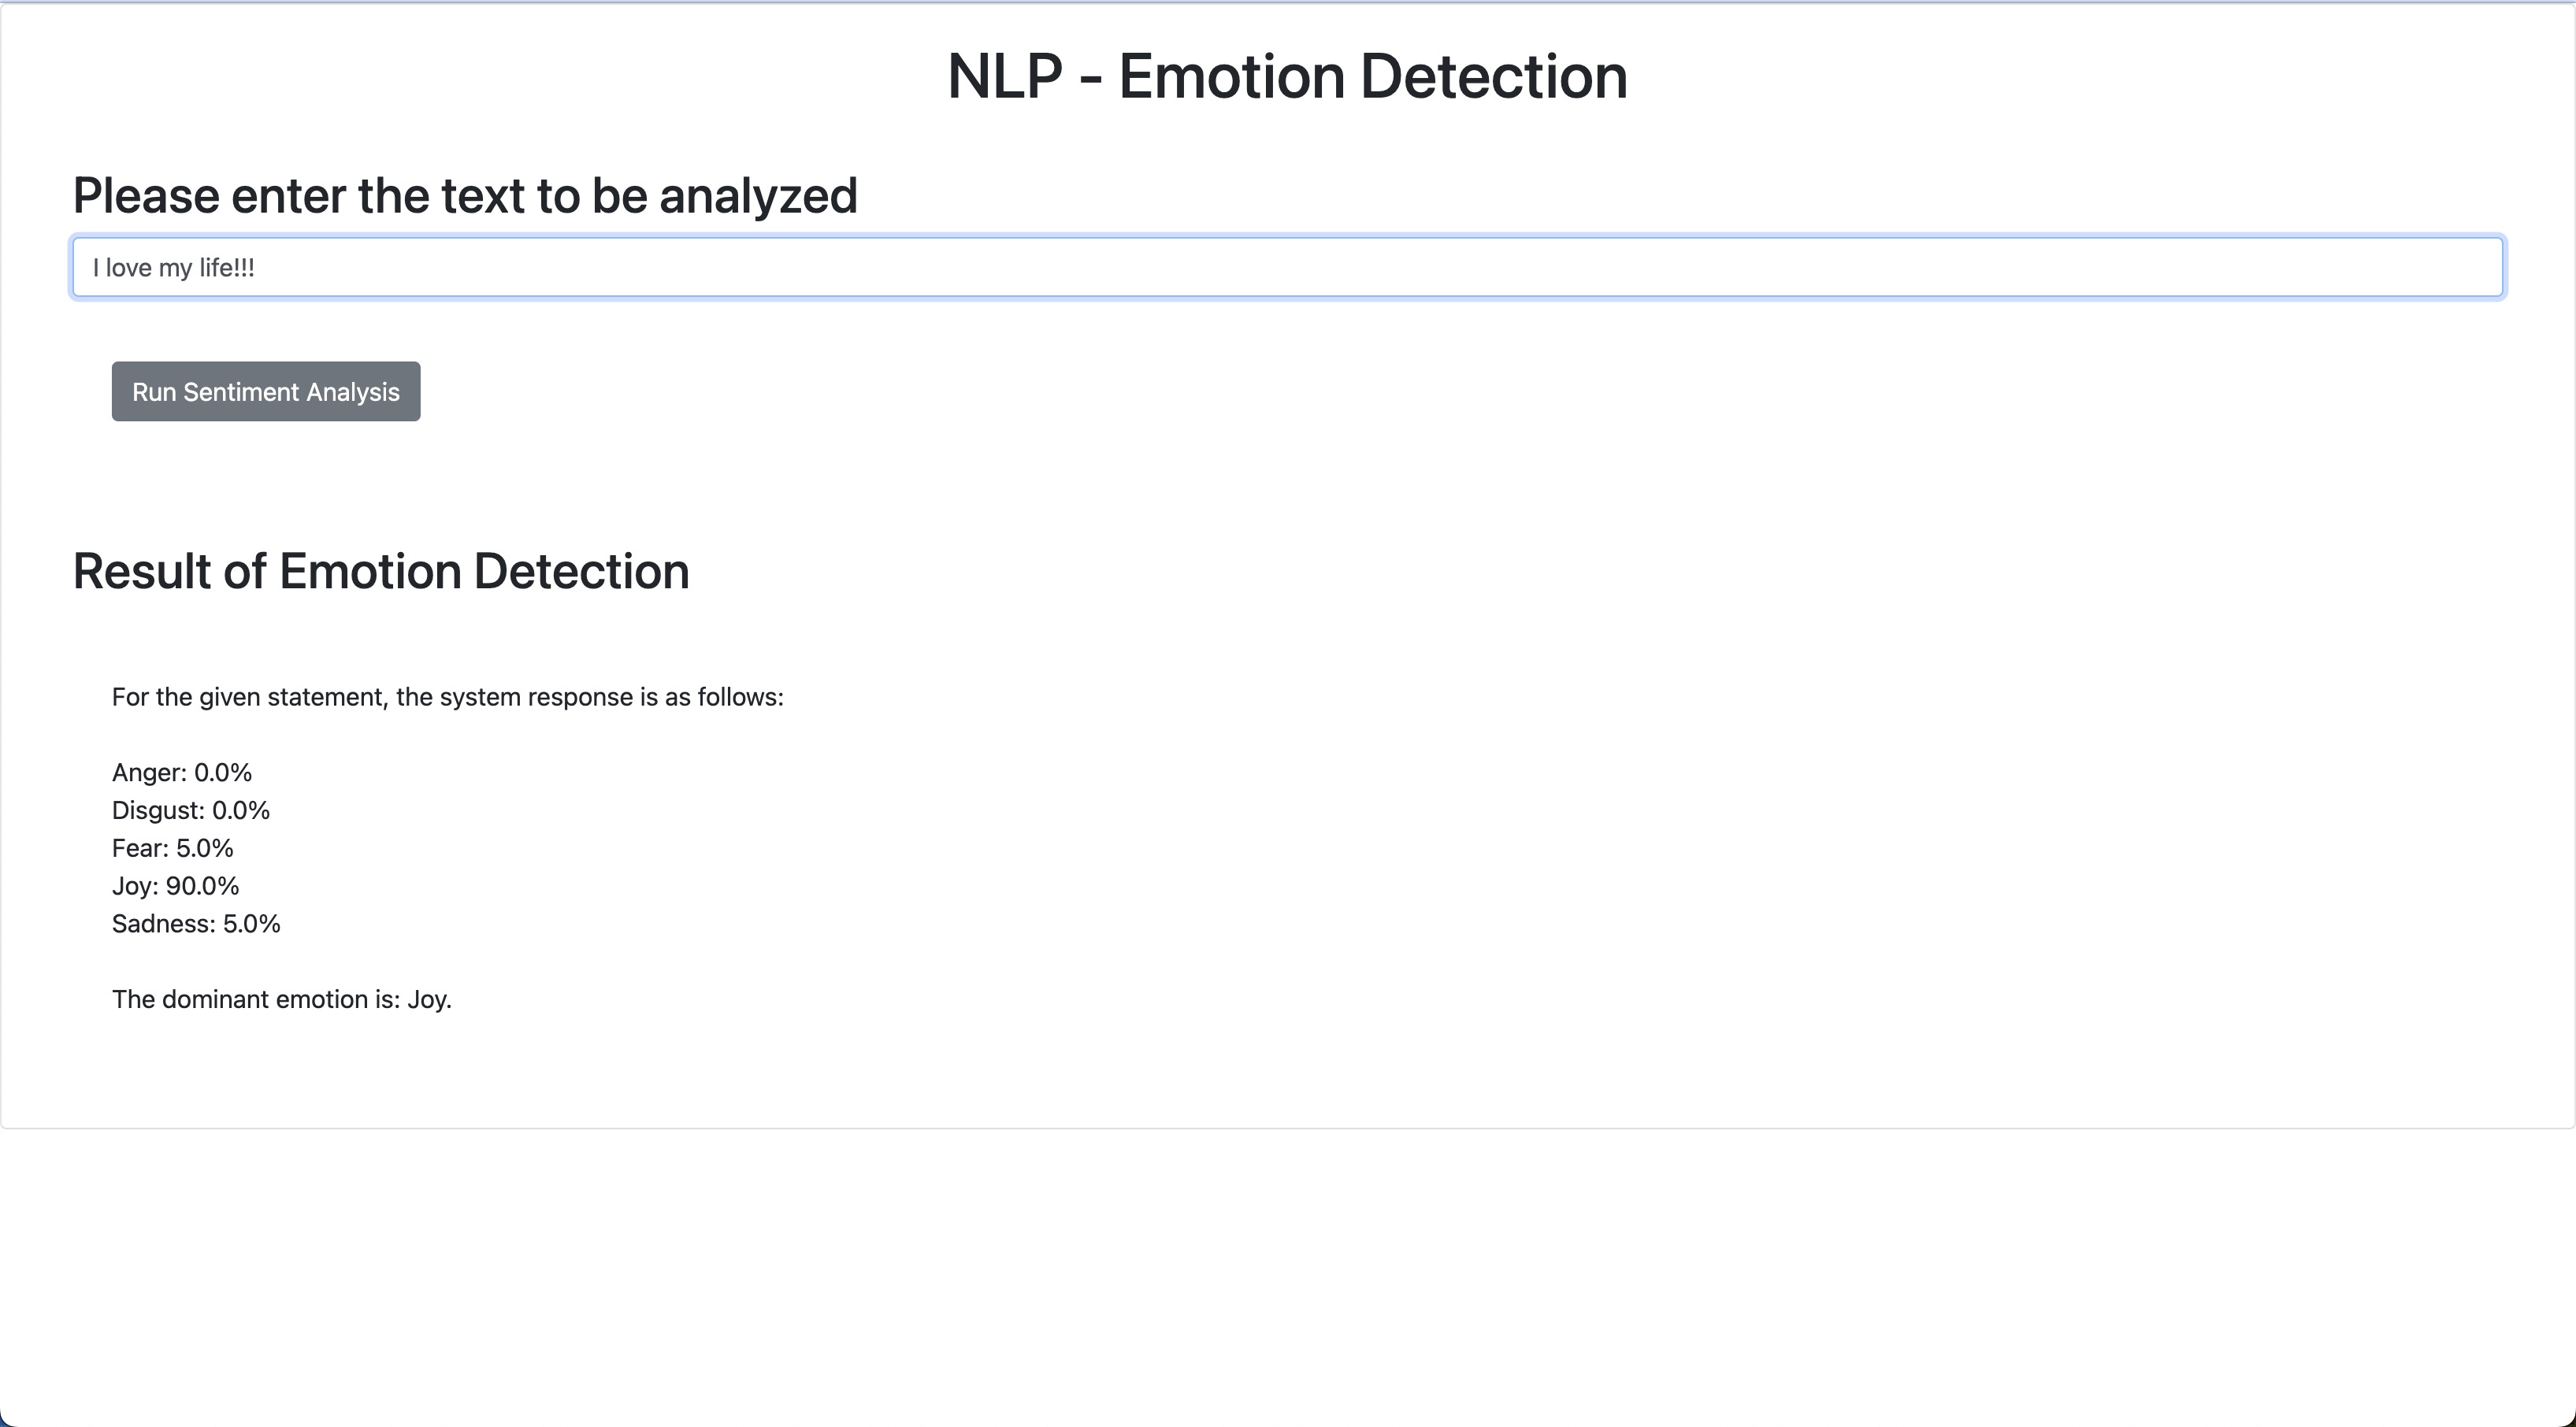 NLP - Emotion Detection
Please enter the text to be analyzed
I love my life!!!
Run Sentiment Analysis
Result of Emotion Detection
For the given statement, the system response is as follows:
Anger: 0.0%
Disgust: 0.0%
Fear: 5.0%
Joy: 90.0%
Sadness: 5.0%
The dominant emotion is: Joy.